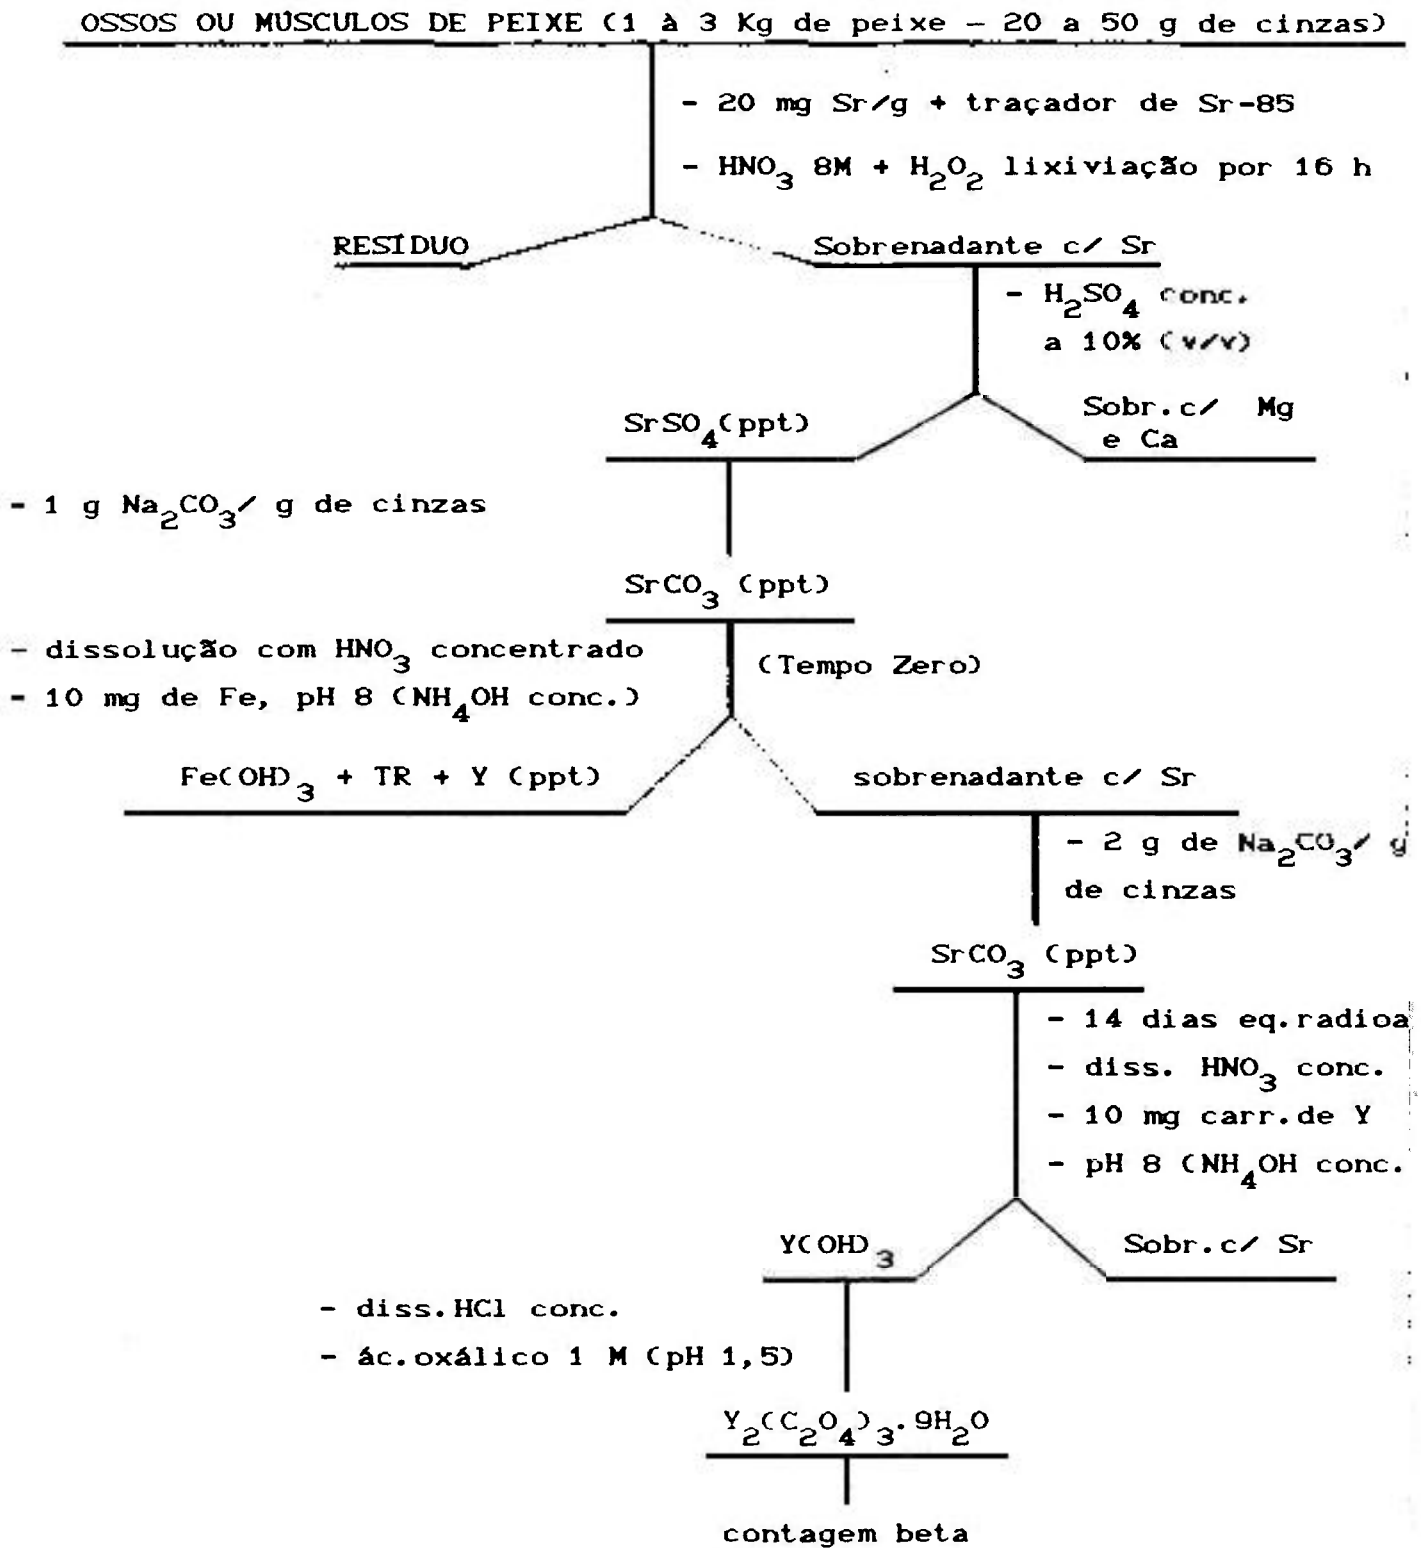 OSSOS OU MÚSCULOS DE PEIXE (1 à 3 Kg de peixe - 20 a 50 g de cinzas)
- 20 mg Sr/g + traçador de Sr-85
- HNO3 8M + H2O2 lixiviação por 16 h
RESÍDUO
Sobrenadante c/ Sr
- H2SO4 conc.
a 10% (v/v)
SrSO4(ppt)
Sobr.c/ Mg
e Ca
- 1 g Na2CO3/ g de cinzas
SrCO3 (ppt)
- dissolução com HNO3 concentrado
- 10 mg de Fe, pH 8 (NH4OH conc.)
(Tempo Zero)
Fe(OH)3 + TR + Y (ppt)
sobrenadante c/ Sr
- 2 g de Na2CO3/ g
de cinzas
SrCO3 (ppt)
- 14 dias eq.radioa
- diss. HNO3 conc.
- 10 mg carr.de Y
- pH 8 (NH4OH conc.
Y(OH)3
Sobr.c/ Sr
- diss.HCl conc.
- ác.oxálico 1 M (pH 1,5)
Y2(C2O4)3.9H2O
contagem beta